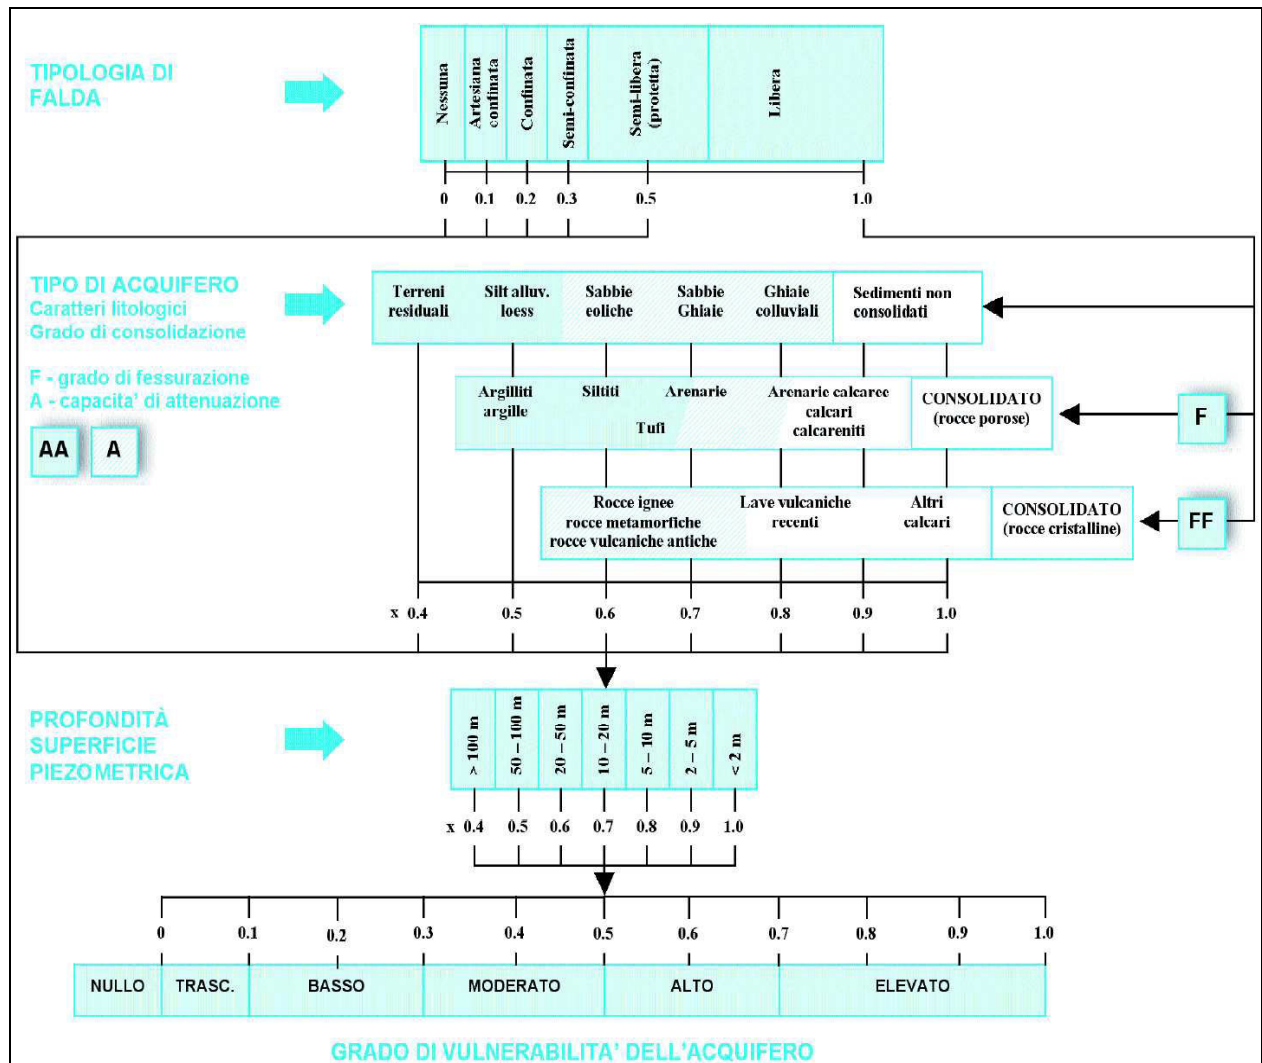 TIPOLOGIA DI
FALDA
Nessuna
Artesiana
confinata
Confinata
Semi-confinata
Semi-libera
(protetta)
Libera
0 0.1 0.2 0.3 0.5 1.0
TIPO DI ACQUIFERO
Caratteri litologici
Grado di consolidazione
F - grado di fessurazione
A - capacita' di attenuazione
AA A
Terreni
residuali
Silt alluv.
loess
Sabbie
eoliche
Sabbie
Ghiaie
Ghiaie
colluviali
Sedimenti non
consolidati
Argilliti
argille
Siltiti
Tufi
Arenarie
Arenarie calcaree
calcari
calcareniti
CONSOLIDATO
(rocce porose)
F
Rocce ignee
rocce metamorfiche
rocce vulcaniche antiche
Lave vulcaniche
recenti
Altri
calcari
CONSOLIDATO
(rocce cristalline)
FF
x 0.4 0.5 0.6 0.7 0.8 0.9 1.0
PROFONDITÀ
SUPERFICIE
PIEZOMETRICA
> 100 m
50 – 100 m
20 – 50 m
10 – 20 m
5 – 10 m
2 – 5 m
< 2 m
x 0.4 0.5 0.6 0.7 0.8 0.9 1.0
0 0.1 0.2 0.3 0.4 0.5 0.6 0.7 0.8 0.9 1.0
NULLO TRASC. BASSO MODERATO ALTO ELEVATO
GRADO DI VULNERABILITA' DELL'ACQUIFERO